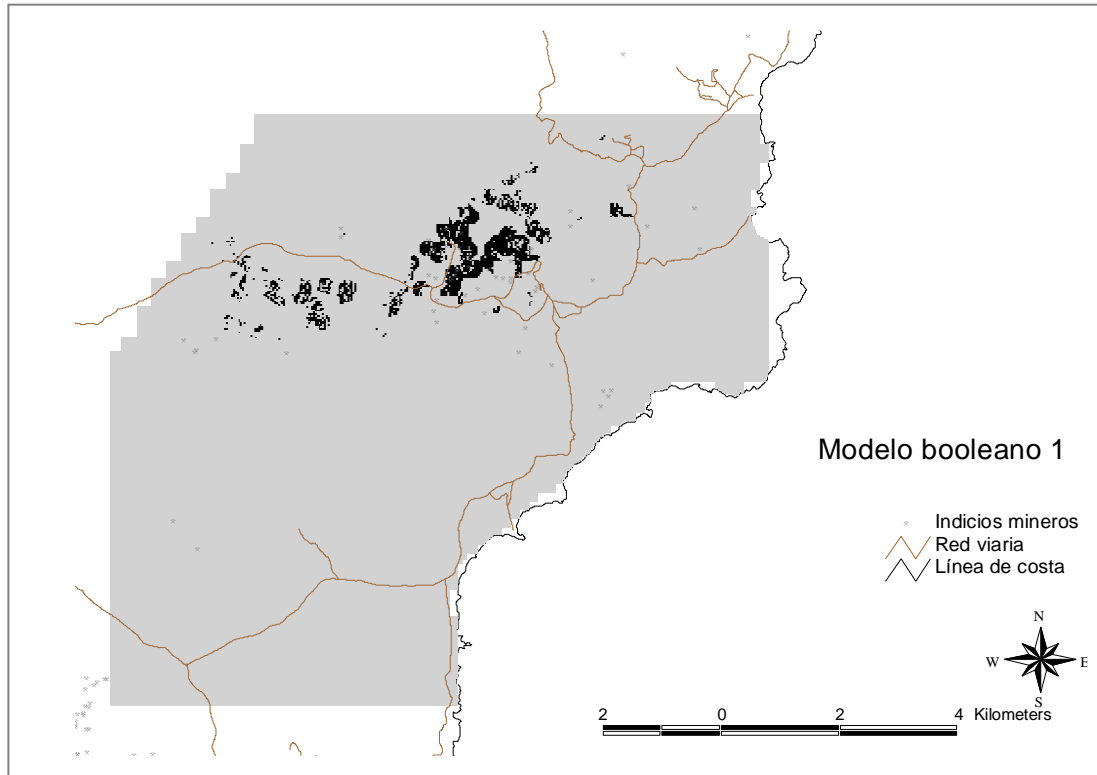 Modelo booleano 1
Indicios mineros
Red viaria
Línea de costa
N
W E
S
2 0 2 4 Kilometers